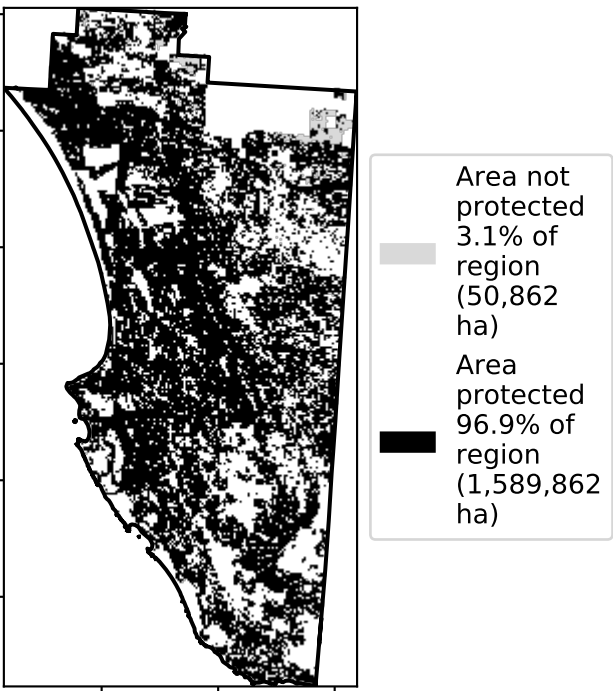 Area not
protected
3.1% of
region
(50,862
ha)
Area
protected
96.9% of
region
(1,589,862
ha)